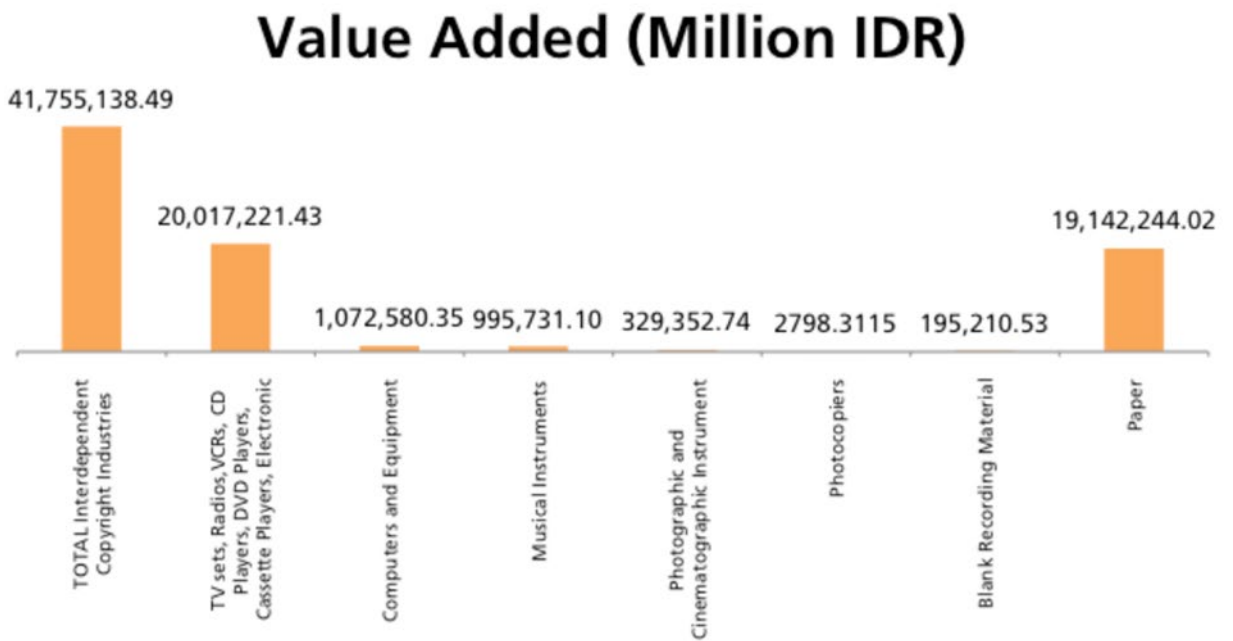 Value Added (Million IDR)
41,755,138.49
20,017,221.43
1,072,580.35
995,731.10
329,352.74
2798.3115
195,210.53
19,142,244.02
TOTAL Interdependent
Copyright Industries
TV sets, Radios,VCRs, CD
Players, DVD Players,
Cassette Players, Electronic
Computers and Equipment
Musical Instruments
Photographic and
Cinematographic Instrument
Photocopiers
Blank Recording Material
Paper